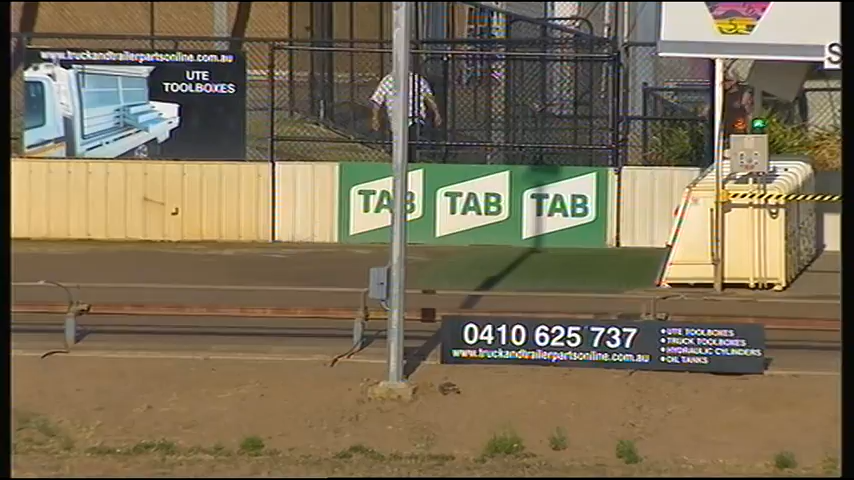 www.truckandtrailerpartsonline.com.au
UTE
TOOLBOXES
S
TAB TAB TAB
0410 625 737
www.truckandtrailerpartsonline.com.au
UTE TOOLBOXES
TRUCK TOOLBOXES
HYDRAULIC CYLINDERS
OIL TANKS